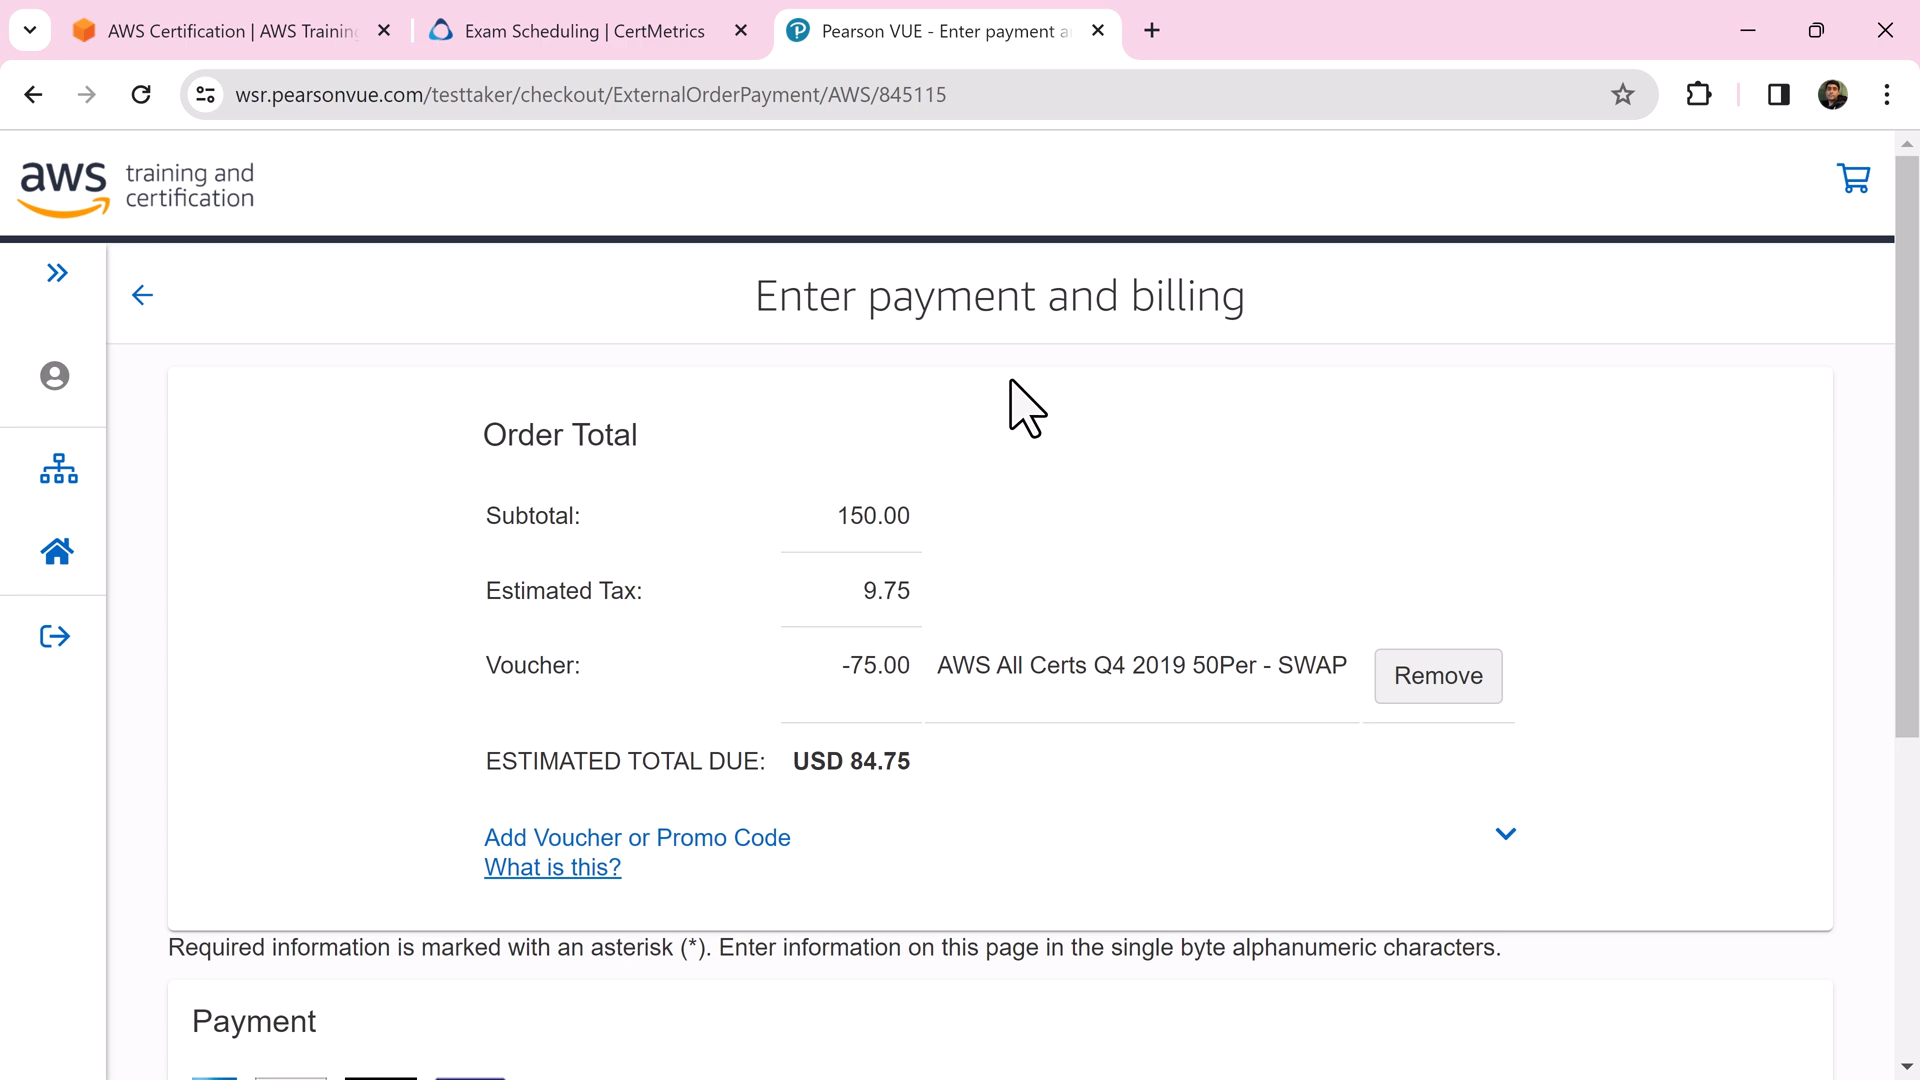 AWS Certification | AWS Training
Exam Scheduling | CertMetrics
Pearson VUE - Enter payment a
wsr.pearsonvue.com/testtaker/checkout/ExternalOrderPayment/AWS/845115
aws training and certification
Enter payment and billing
Order Total
Subtotal: 150.00
Estimated Tax: 9.75
Voucher: -75.00 AWS All Certs Q4 2019 50Per - SWAP Remove
ESTIMATED TOTAL DUE: USD 84.75
Add Voucher or Promo Code
What is this?
Required information is marked with an asterisk (*). Enter information on this page in the single byte alphanumeric characters.
Payment